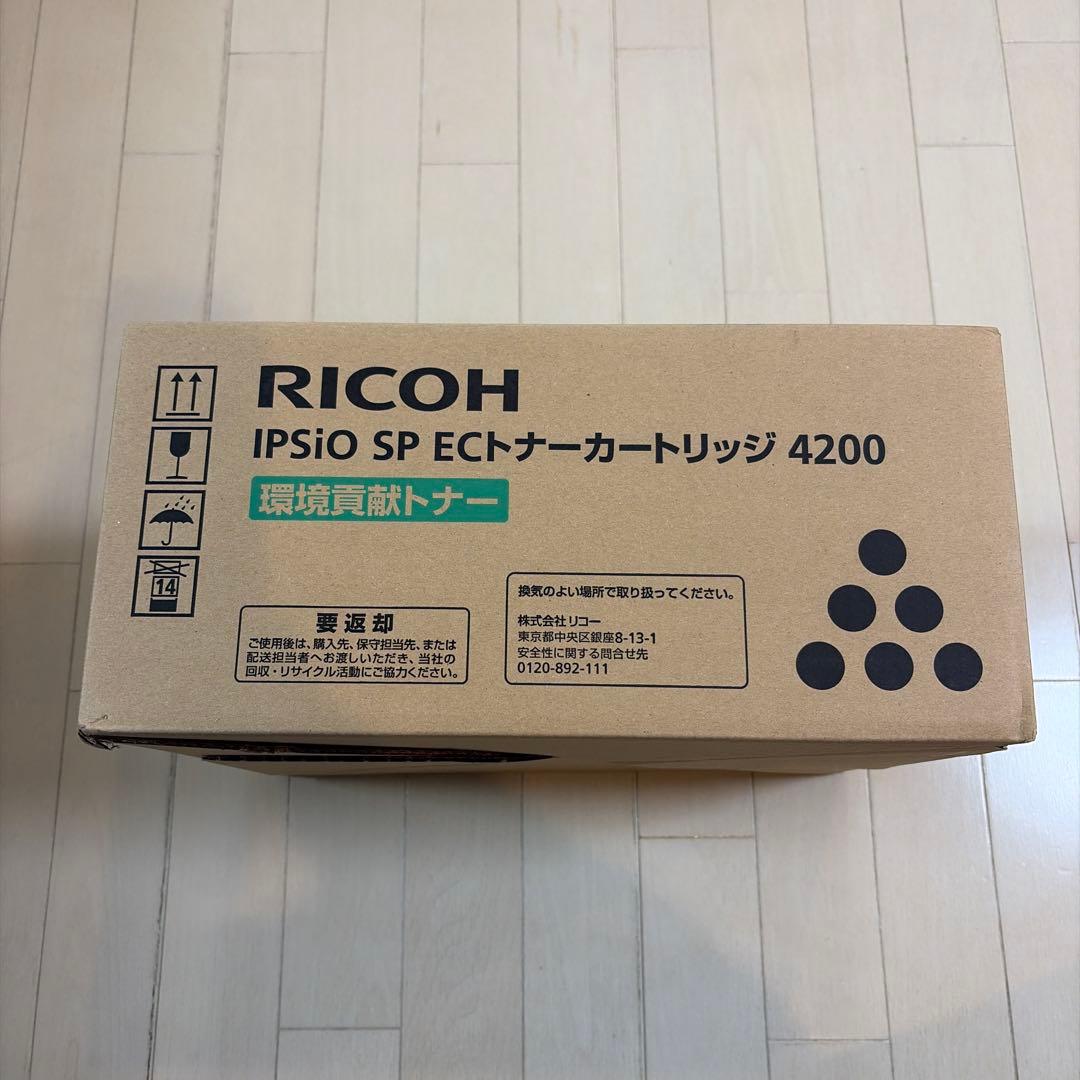 RICOH
IPSiO SP ECトナーカートリッジ 4200
環境貢献トナー
14
要返却
ご使用後は、購入先、保守担当先、または
配送担当者へお渡しいただき、当社の
回収・リサイクル活動にご協力ください。
換気のよい場所で取り扱ってください。
株式会社リコー
東京都中央区銀座8-13-1
安全性に関する問合せ先
0120-892-111